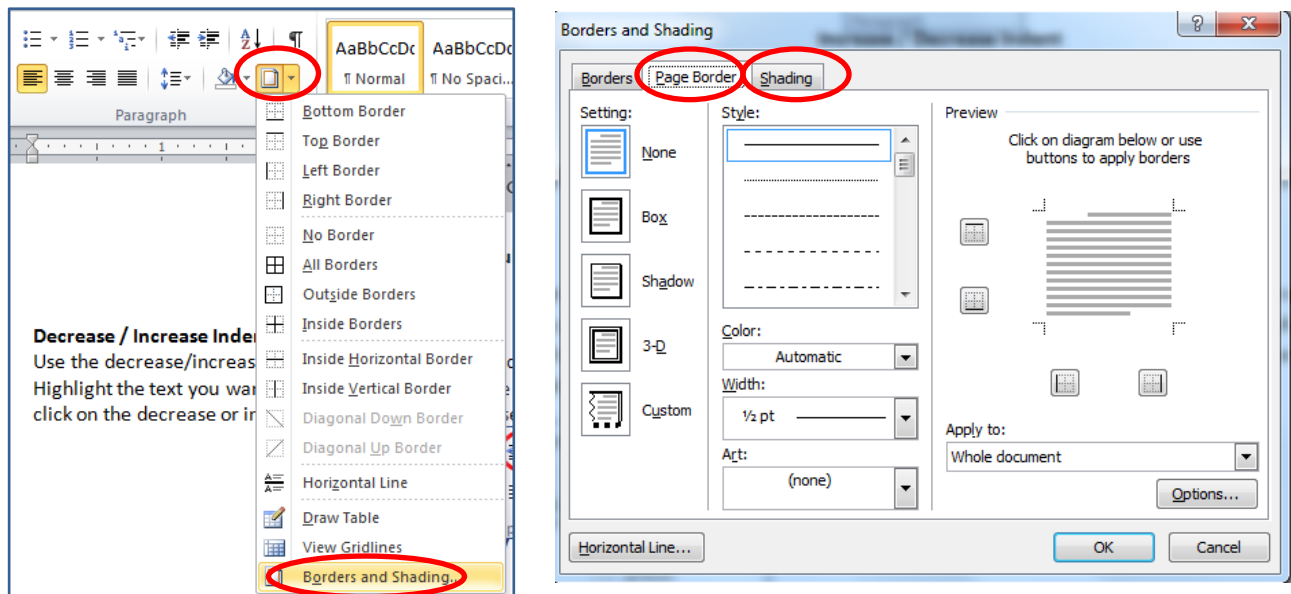 AaBbCcDc AaBbCcDc
¶ Normal ¶ No Spaci...
Paragraph
1
Bottom Border
Top Border
Left Border
Right Border
No Border
All Borders
Outside Borders
Inside Borders
Inside Horizontal Border
Inside Vertical Border
Diagonal Down Border
Diagonal Up Border
Horizontal Line
Draw Table
View Gridlines
Borders and Shading...
Decrease / Increase Inde
Use the decrease/increas
Highlight the text you wan
click on the decrease or in
Borders and Shading
Borders Page Border Shading
Setting:
None
Box
Shadow
3-D
Custom
Style:
Color:
Automatic
Width:
½ pt
Art:
(none)
Preview
Click on diagram below or use
buttons to apply borders
Apply to:
Whole document
Options...
Horizontal Line...
OK Cancel